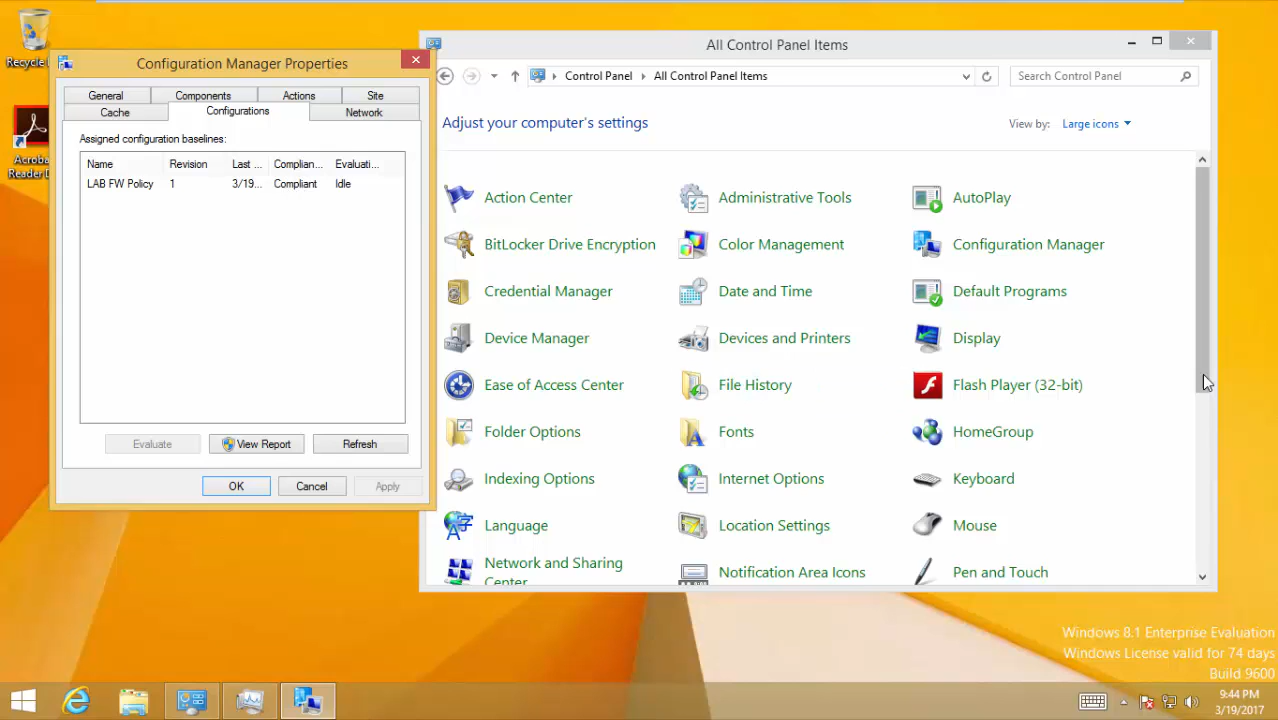 Recycle
Acroba
Reader D
Configuration Manager Properties
General
Components
Actions
Site
Cache
Configurations
Network
Assigned configuration baselines:
Name Revision Last ... Complian... Evaluati...
LAB FW Policy 1 3/19... Compliant Idle
Evaluate
View Report
Refresh
OK
Cancel
Apply
All Control Panel Items
Control Panel
All Control Panel Items
Search Control Panel
Adjust your computer's settings
View by:
Large icons
Action Center
Administrative Tools
AutoPlay
BitLocker Drive Encryption
Color Management
Configuration Manager
Credential Manager
Date and Time
Default Programs
Device Manager
Devices and Printers
Display
Ease of Access Center
File History
Flash Player (32-bit)
Folder Options
Fonts
HomeGroup
Indexing Options
Internet Options
Keyboard
Language
Location Settings
Mouse
Network and Sharing
Center
Notification Area Icons
Pen and Touch
Windows 8.1 Enterprise Evaluation
Windows License valid for 74 days
Build 9600
9:44 PM
3/19/2017